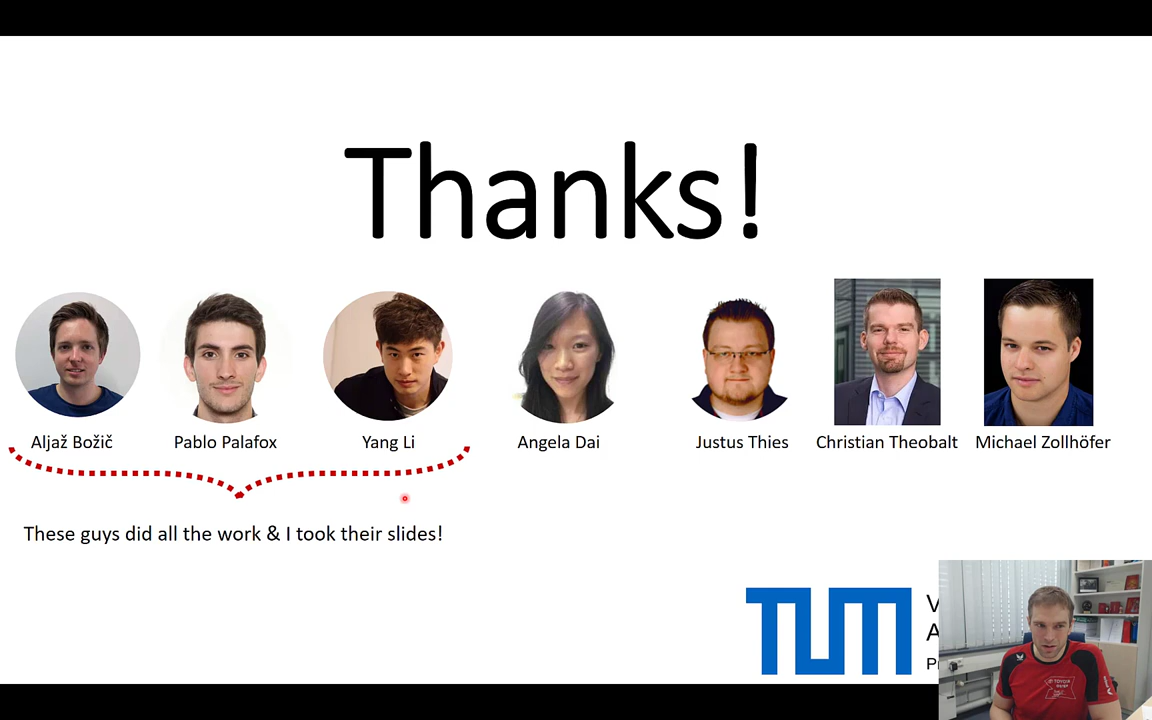 Thanks!
Aljaž Božič Pablo Palafox Yang Li Angela Dai Justus Thies Christian Theobalt Michael Zollhöfer
These guys did all the work & I took their slides!
TUM